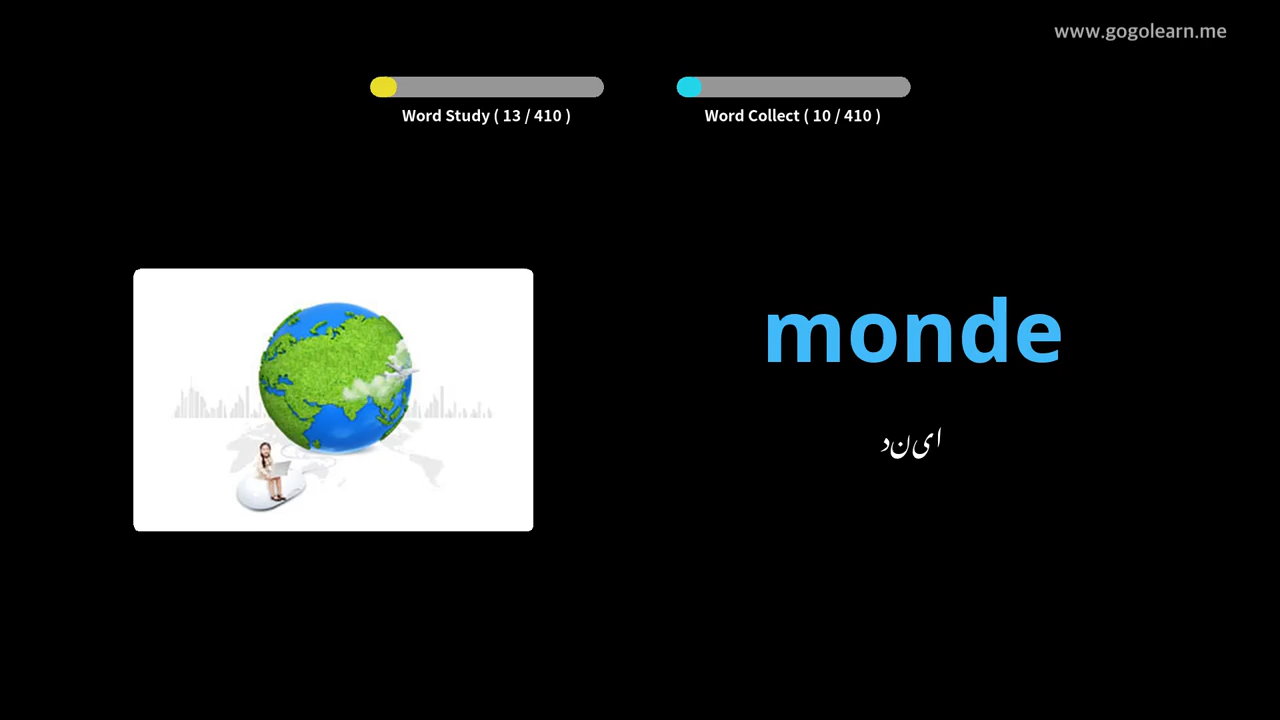 www.gogolearn.me
Word Study ( 13 / 410 )
Word Collect ( 10 / 410 )
monde
ای ن د